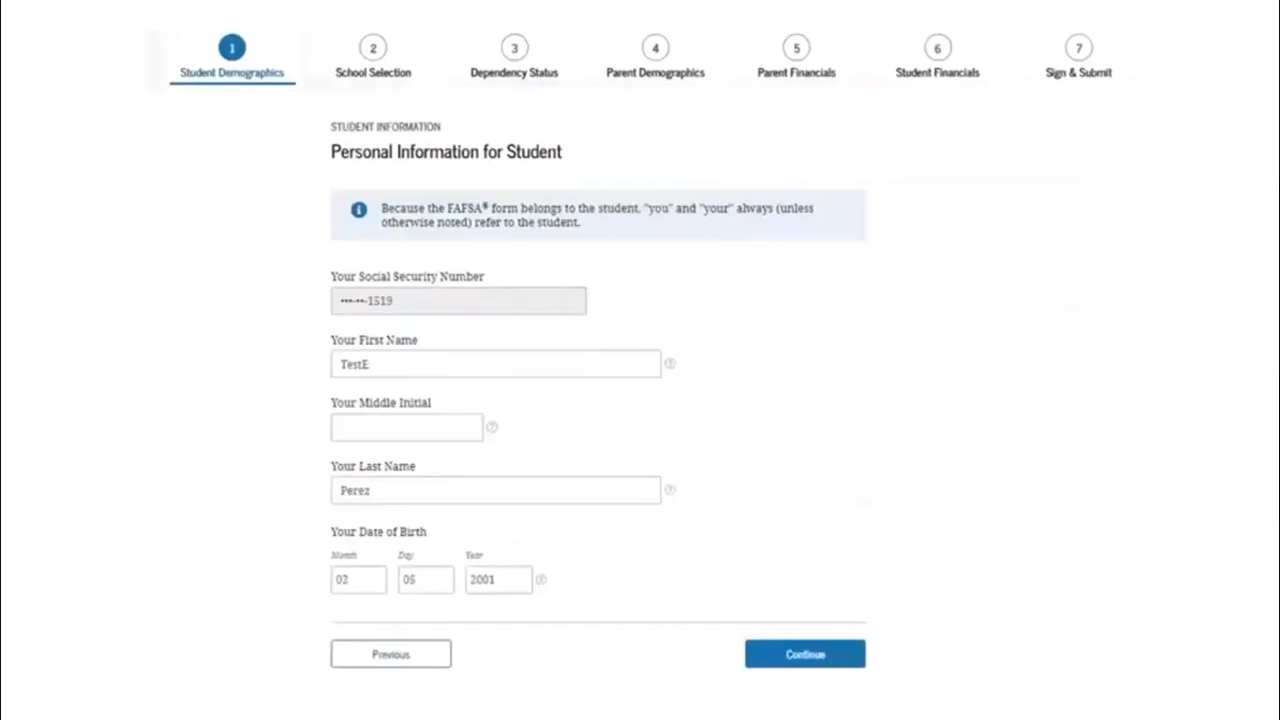 1 2 3 4 5 6 7
Student Demographics School Selection Dependency Status Parent Demographics Parent Financials Student Financials Sign & Submit
STUDENT INFORMATION
Personal Information for Student
i Because the FAFSA® form belongs to the student, "you" and "your" always (unless
otherwise noted) refer to the student.
Your Social Security Number
•••-••-1519
Your First Name
TestE ?
Your Middle Initial
?
Your Last Name
Perez ?
Your Date of Birth
Month Day Year
02 05 2001 ?
Previous Continue